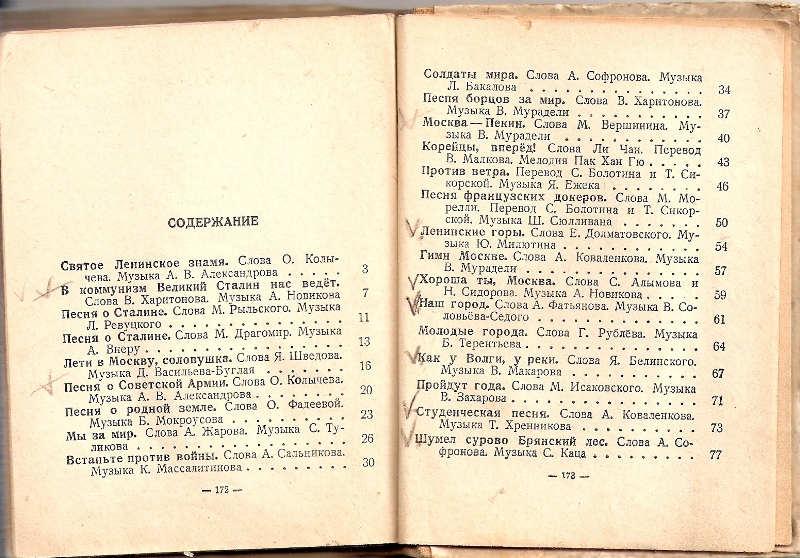 СОДЕРЖАНИЕ
Святое Ленинское знамя. Слова О. Колы-
чева. Музыка А. В. Александрова . . . . . . 3
В коммунизм Великий Сталин нас ведёт.
Слова В. Харитонова. Музыка А. Новикова 7
Песня о Сталине. Слова М. Рыльского. Музыка
Л. Ревуцкого . . . . . . . . . . . . . . 11
Песня о Сталине. Слова М. Драгомир. Музыка
А. Внеру . . . . . . . . . . . . . . . 13
Лети в Москву, соловушка. Слова Я. Шведова.
Музыка Д. Васильева-Буглая . . . . . . . 16
Песня о Советской Армии. Слова О. Колычева.
Музыка А. В. Александрова . . . . . . . . 20
Песня о родной земле. Слова О. Фадеевой.
Музыка Б. Мокроусова . . . . . . . . . . 23
Мы за мир. Слова А. Жарова. Музыка С. Ту-
ликова . . . . . . . . . . . . . . . . 26
Встаньте против войны. Слова А. Сальникова.
Музыка К. Массалитинова . . . . . . . . 30
— 172 —
Солдаты мира. Слова А. Софронова. Музыка
Л. Бакалова . . . . . . . . . . . . . 34
Песня борцов за мир. Слова В. Харитонова.
Музыка В. Мурадели . . . . . . . . . . 37
Москва — Пекин. Слова М. Вершинина. Му-
зыка В. Мурадели . . . . . . . . . . . 40
Корейцы, вперёд! Слова Ли Чан. Перевод
В. Малкова. Мелодия Пак Хан Гю . . . . . 43
Против ветра. Перевод С. Болотина и Т. Си-
корской. Музыка Я. Ежека . . . . . . . . 46
Песня французских докеров. Слова М. Мо-
релли. Перевод С. Болотина и Т. Сикор-
ской. Музыка Ш. Сюлливана . . . . . . . 50
Ленинские горы. Слова Е. Долматовского. Му-
зыка Ю. Милютина . . . . . . . . . . . 54
Гимн Москве. Слова А. Коваленкова. Музыка
В. Мурадели . . . . . . . . . . . . . 57
Хороша ты, Москва. Слова С. Алымова и
Н. Сидорова. Музыка А. Новикова . . . . . 59
Наш город. Слова А. Фатьянова. Музыка В. Со-
ловьёва-Седого . . . . . . . . . . . . 61
Молодые города. Слова Г. Рублёва. Музыка
Б. Терентьева . . . . . . . . . . . . . 64
Как у Волги, у реки. Слова Я. Белинского.
Музыка В. Макарова . . . . . . . . . . 67
Пройдут года. Слова М. Исаковского. Музыка
В. Захарова . . . . . . . . . . . . . . 71
Студенческая песня. Слова А. Коваленкова.
Музыка Т. Хренникова . . . . . . . . . 73
Шумел сурово Брянский лес. Слова А. Со-
фронова. Музыка С. Каца . . . . . . . . 77
— 173 —